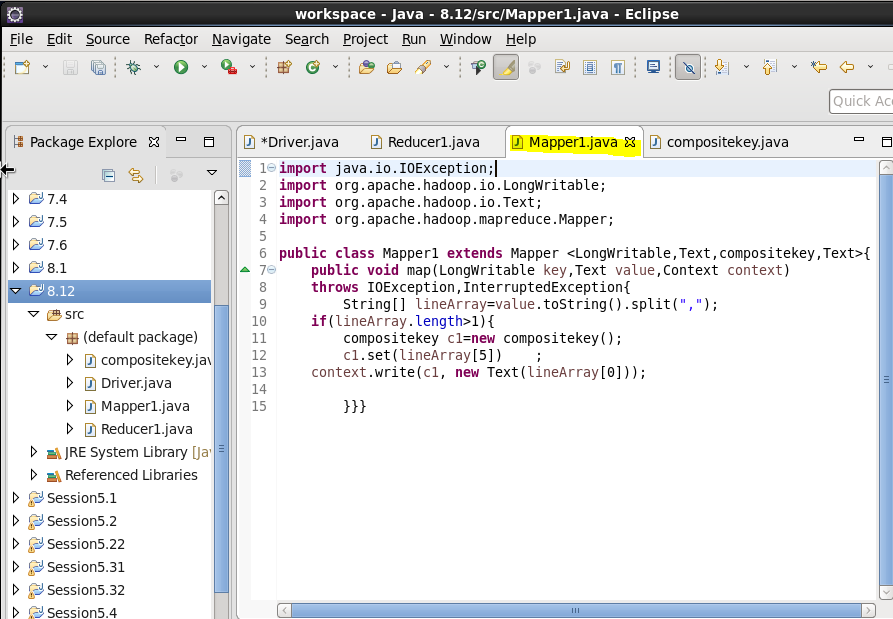 workspace - Java - 8.12/src/Mapper1.java - Eclipse
File Edit Source Refactor Navigate Search Project Run Window Help
Quick Acc
Package Explore
7.4
7.5
7.6
8.1
8.12
src
(default package)
compositekey.jav
Driver.java
Mapper1.java
Reducer1.java
JRE System Library [Jav
Referenced Libraries
Session5.1
Session5.2
Session5.22
Session5.31
Session5.32
Session5.4
*Driver.java Reducer1.java Mapper1.java compositekey.java
1 import java.io.IOException;
2 import org.apache.hadoop.io.LongWritable;
3 import org.apache.hadoop.io.Text;
4 import org.apache.hadoop.mapreduce.Mapper;
5
6 public class Mapper1 extends Mapper <LongWritable,Text,compositekey,Text>{
7     public void map(LongWritable key,Text value,Context context)
8     throws IOException,InterruptedException{
9         String[] lineArray=value.toString().split(",");
10     if(lineArray.length>1){
11         compositekey c1=new compositekey();
12         c1.set(lineArray[5])    ;
13     context.write(c1, new Text(lineArray[0]));
14
15         }}}